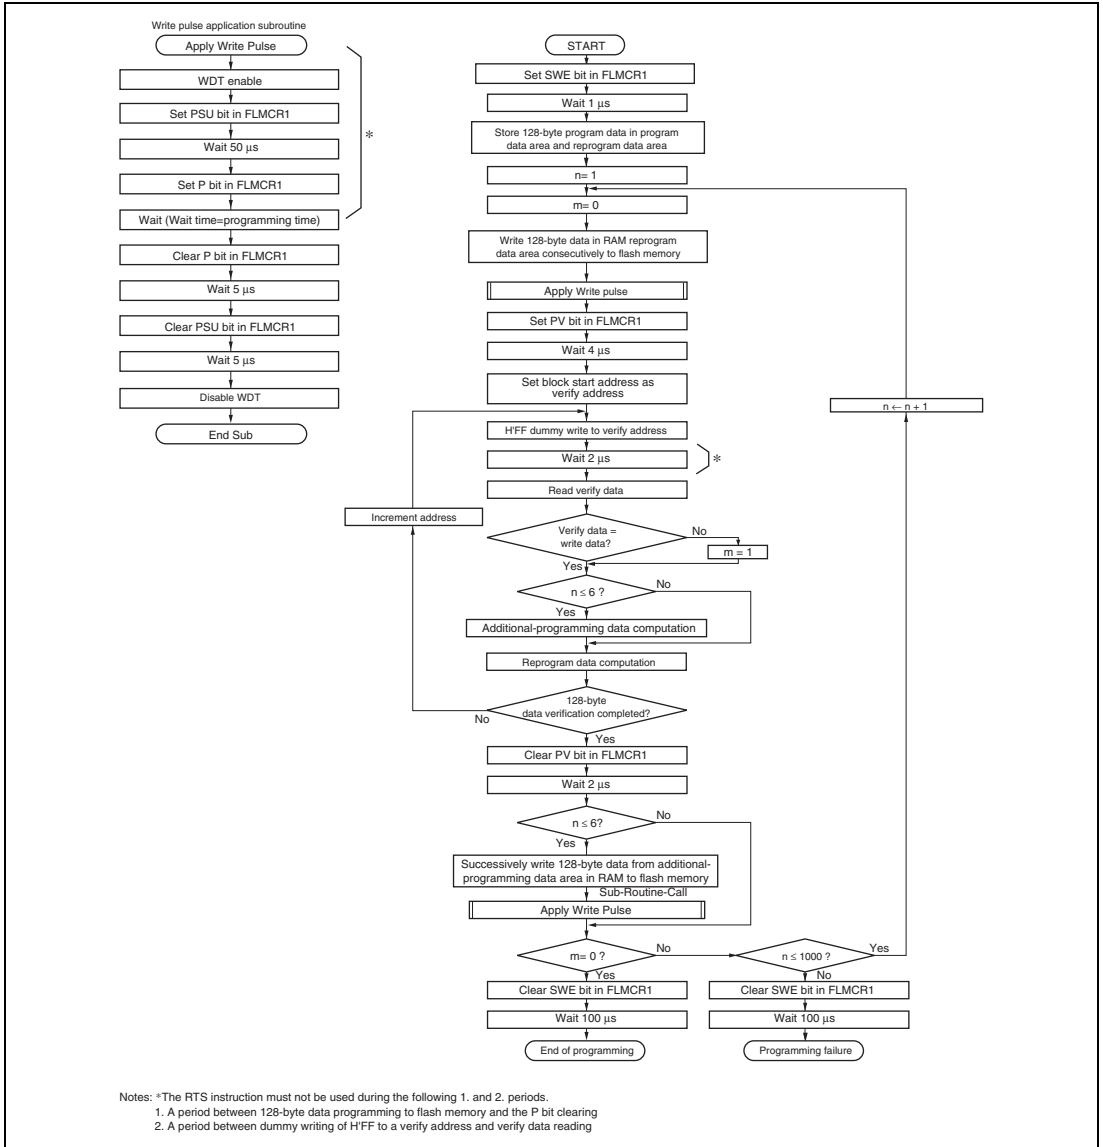 Write pulse application subroutine
Apply Write Pulse
WDT enable
Set PSU bit in FLMCR1
Wait 50 μs
Set P bit in FLMCR1
Wait (Wait time=programming time)
*
Clear P bit in FLMCR1
Wait 5 μs
Clear PSU bit in FLMCR1
Wait 5 μs
Disable WDT
End Sub
START
Set SWE bit in FLMCR1
Wait 1 μs
Store 128-byte program data in program
data area and reprogram data area
n= 1
m= 0
Write 128-byte data in RAM reprogram
data area consecutively to flash memory
Apply Write pulse
Set PV bit in FLMCR1
Wait 4 μs
Set block start address as
verify address
n ← n + 1
H'FF dummy write to verify address
Wait 2 μs
*
Read verify data
Increment address
Verify data =
write data?
No
m = 1
Yes
n ≤ 6 ?
No
Yes
Additional-programming data computation
Reprogram data computation
128-byte
data verification completed?
No
Yes
Clear PV bit in FLMCR1
Wait 2 μs
n ≤ 6?
No
Yes
Successively write 128-byte data from additional-
programming data area in RAM to flash memory
Sub-Routine-Call
Apply Write Pulse
m= 0 ?
No
n ≤ 1000 ?
Yes
Yes
No
Clear SWE bit in FLMCR1
Clear SWE bit in FLMCR1
Wait 100 μs
Wait 100 μs
End of programming
Programming failure
Notes: *The RTS instruction must not be used during the following 1. and 2. periods.
1. A period between 128-byte data programming to flash memory and the P bit clearing
2. A period between dummy writing of H'FF to a verify address and verify data reading